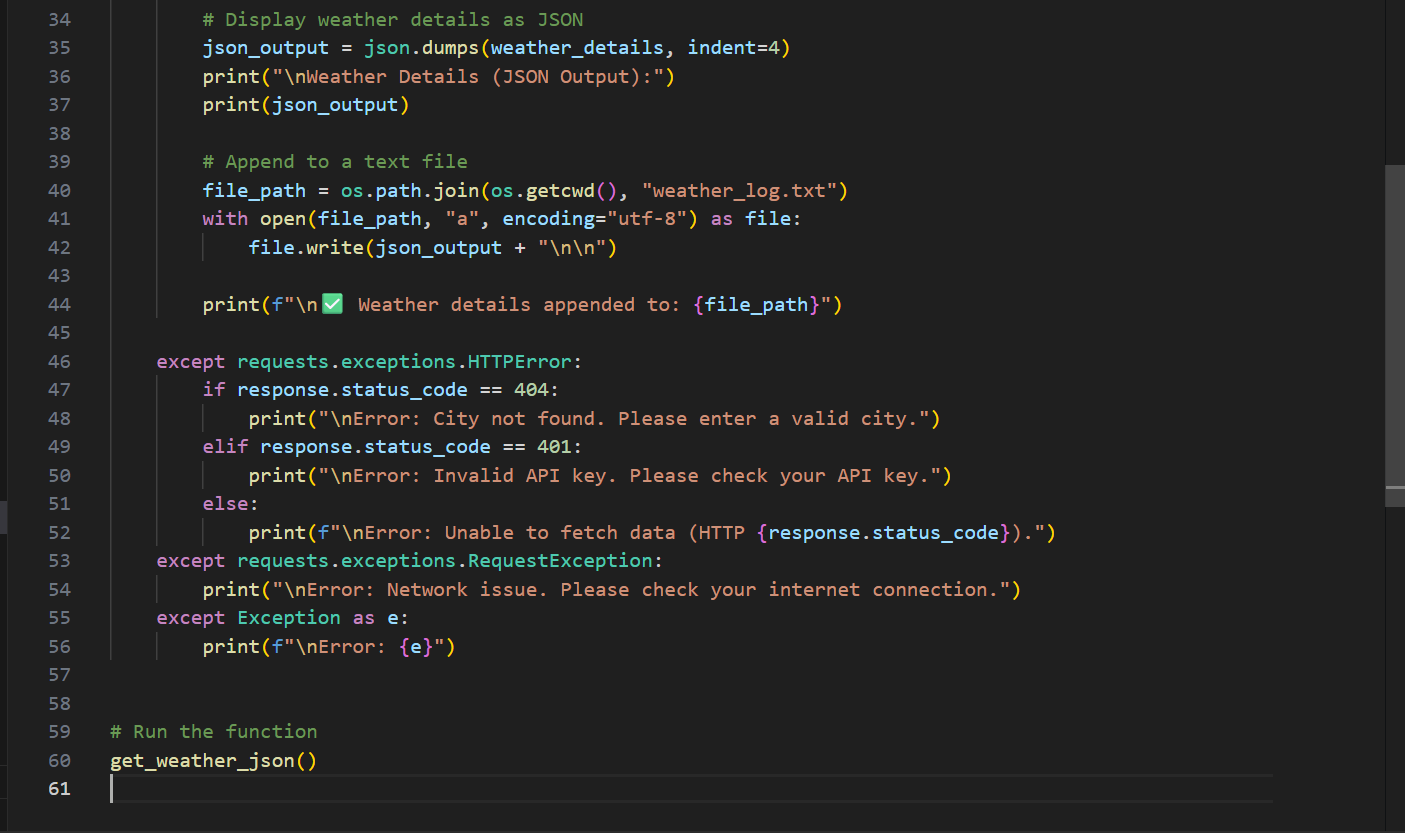 34 # Display weather details as JSON
35 json_output = json.dumps(weather_details, indent=4)
36 print("\nWeather Details (JSON Output):")
37 print(json_output)
38
39 # Append to a text file
40 file_path = os.path.join(os.getcwd(), "weather_log.txt")
41 with open(file_path, "a", encoding="utf-8") as file:
42 file.write(json_output + "\n\n")
43
44 print(f"\n✅ Weather details appended to: {file_path}")
45
46 except requests.exceptions.HTTPError:
47 if response.status_code == 404:
48 print("\nError: City not found. Please enter a valid city.")
49 elif response.status_code == 401:
50 print("\nError: Invalid API key. Please check your API key.")
51 else:
52 print(f"\nError: Unable to fetch data (HTTP {response.status_code}).")
53 except requests.exceptions.RequestException:
54 print("\nError: Network issue. Please check your internet connection.")
55 except Exception as e:
56 print(f"\nError: {e}")
57
58
59 # Run the function
60 get_weather_json()
61